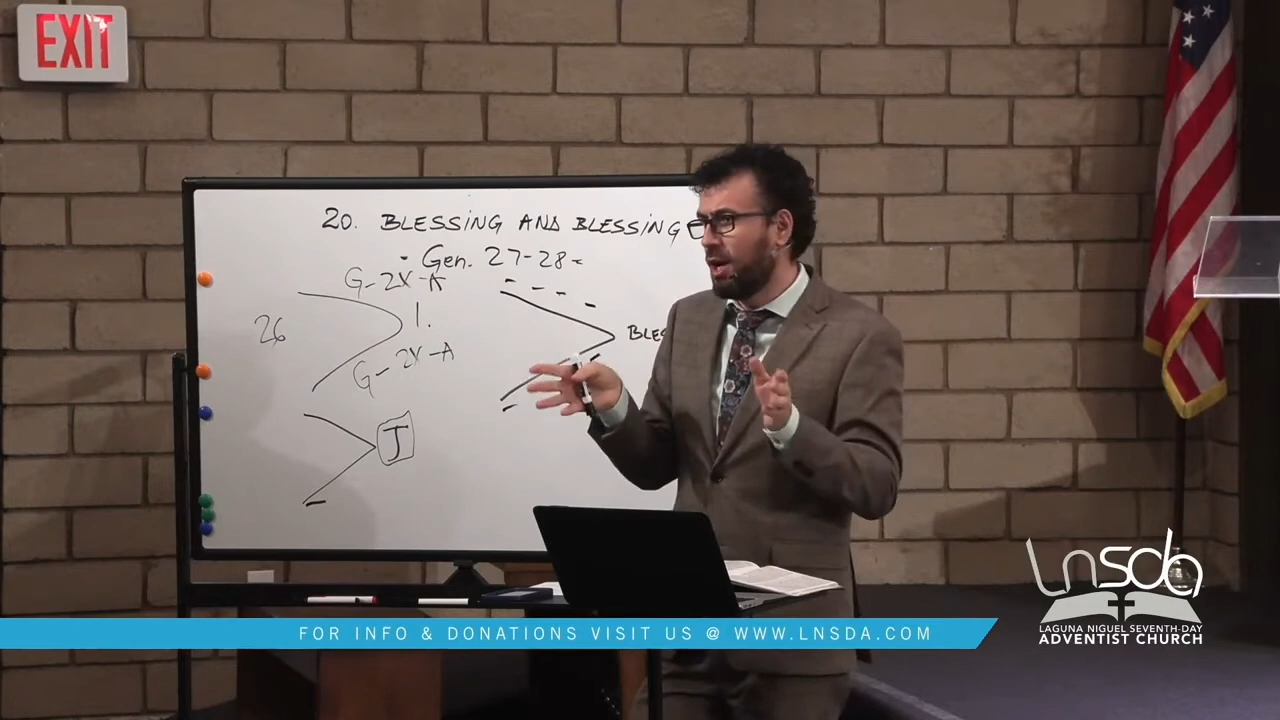 EXIT
20. BLESSING AND BLESSING
· Gen. 27-28
G-2X-A
26
1.
BLES
G-2X-A
J
FOR INFO & DONATIONS VISIT US @ WWW.LNSDA.COM
LNSDA
LAGUNA NIGUEL SEVENTH-DAY
ADVENTIST CHURCH